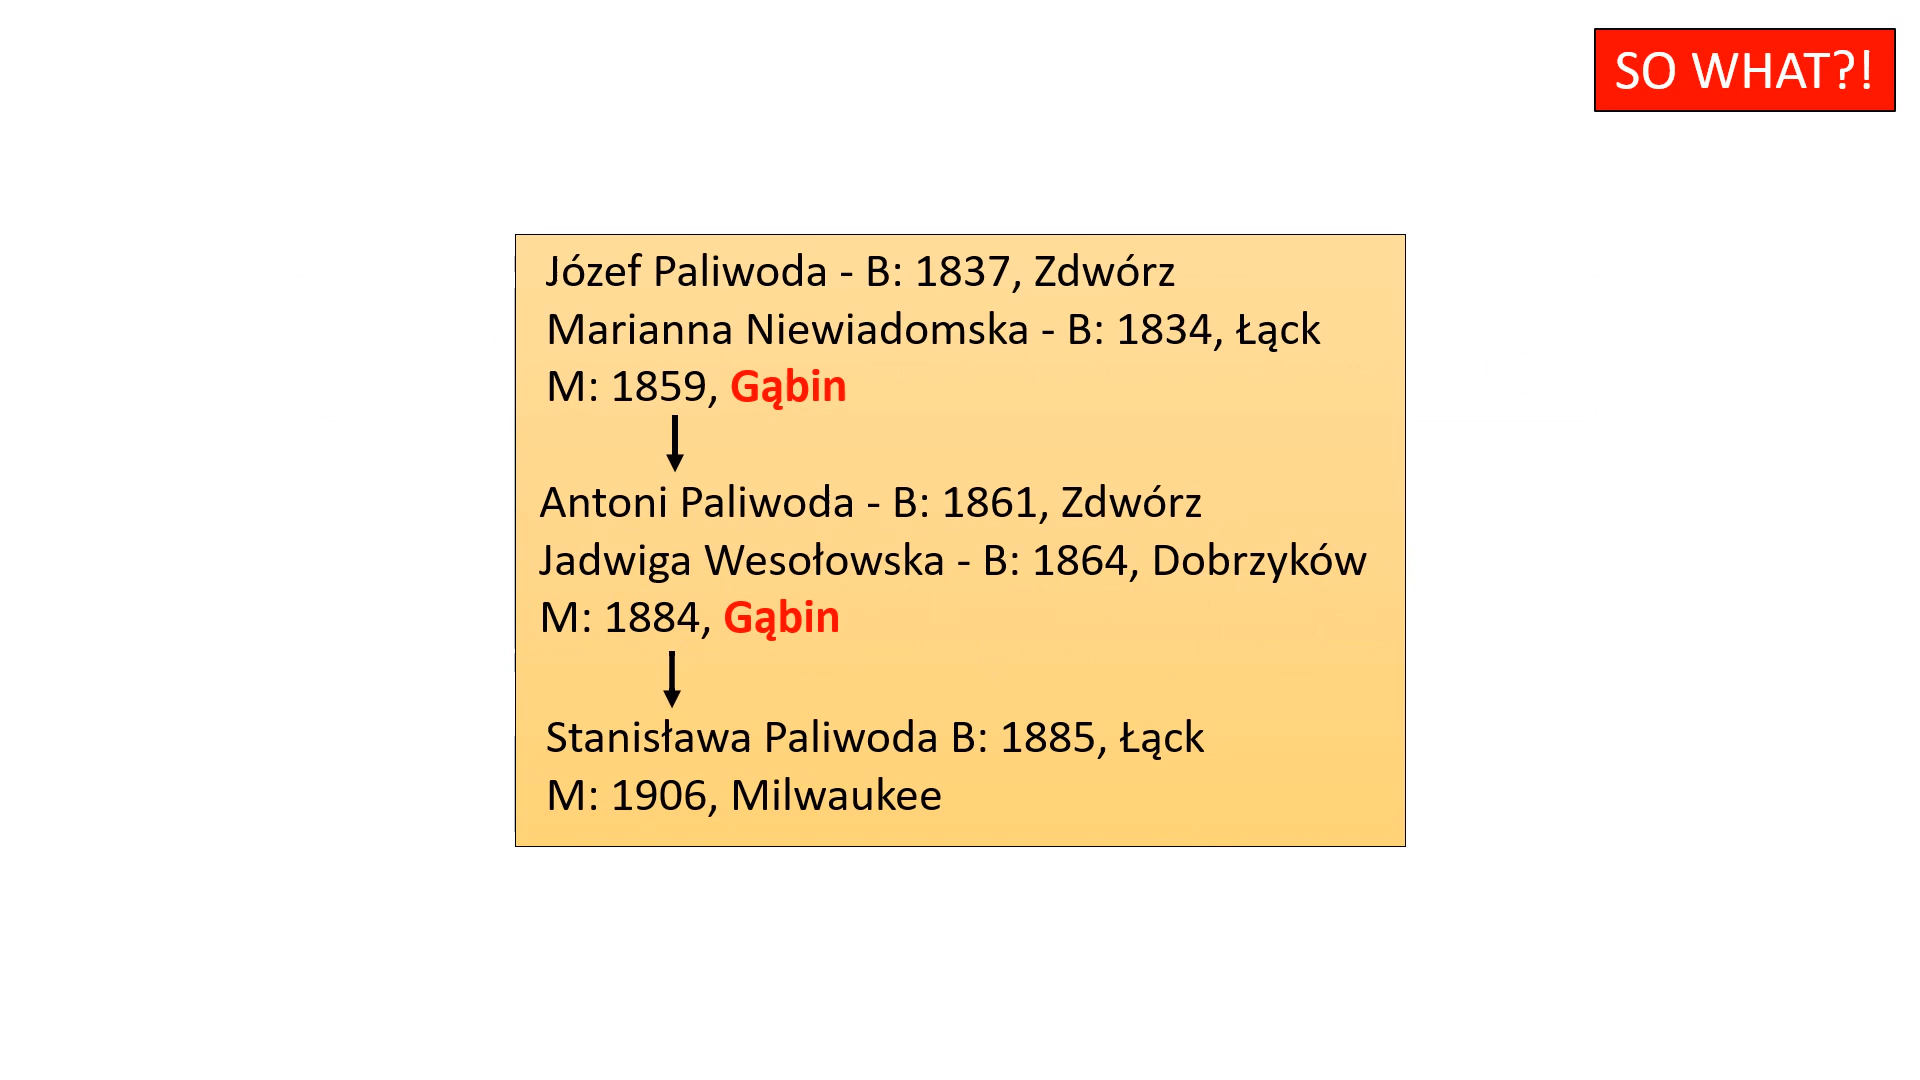 SO WHAT?!
Józef Paliwoda - B: 1837, Zdwórz
Marianna Niewiadomska - B: 1834, Łąck
M: 1859, Gąbin
Antoni Paliwoda - B: 1861, Zdwórz
Jadwiga Wesołowska - B: 1864, Dobrzyków
M: 1884, Gąbin
Stanisława Paliwoda B: 1885, Łąck
M: 1906, Milwaukee